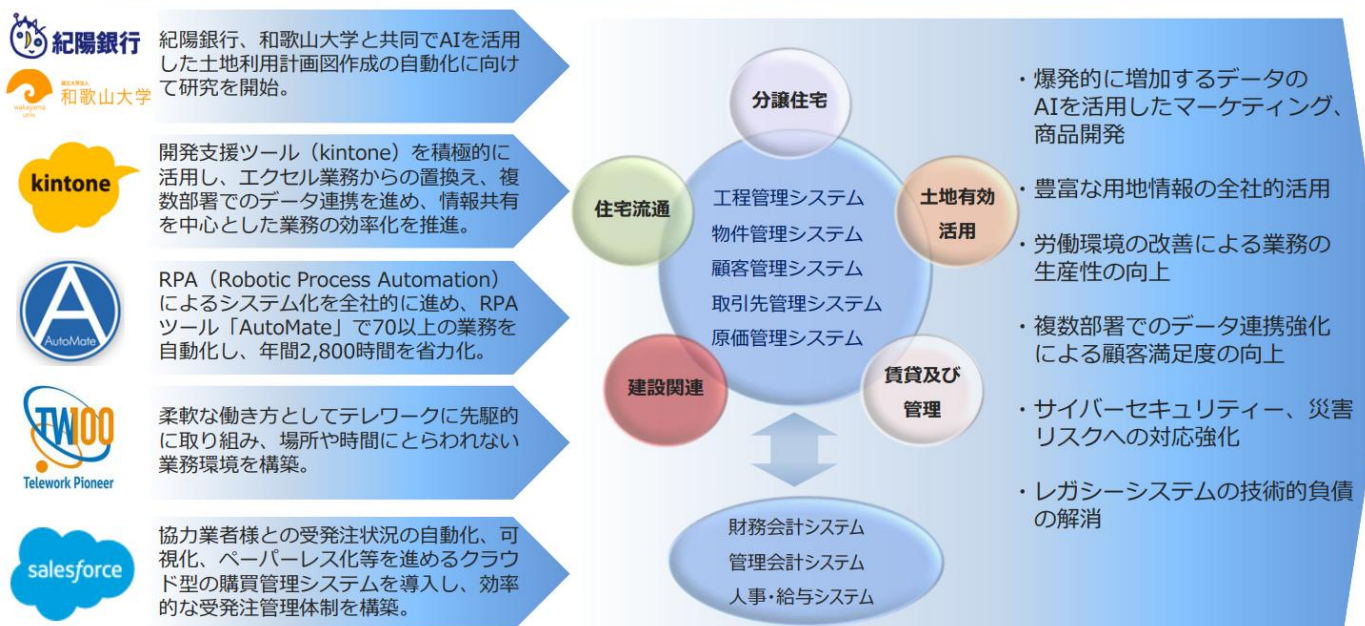 紀陽銀行
国立大学法人
和歌山大学
wakayama
univ
紀陽銀行、和歌山大学と共同でAIを活用
した土地利用計画図作成の自動化に向け
て研究を開始。
kintone
開発支援ツール（kintone）を積極的に
活用し、エクセル業務からの置換え、複
数部署でのデータ連携を進め、情報共有
を中心とした業務の効率化を推進。
A
AutoMate
RPA（Robotic Process Automation）
によるシステム化を全社的に進め、RPA
ツール「AutoMate」で70以上の業務を
自動化し、年間2,800時間を省力化。
TW100
Telework Pioneer
柔軟な働き方としてテレワークに先駆的
に取り組み、場所や時間にとらわれない
業務環境を構築。
salesforce
協力業者様との受発注状況の自動化、可
視化、ペーパーレス化等を進めるクラウ
ド型の購買管理システムを導入し、効率
的な受発注管理体制を構築。
分譲住宅
住宅流通
土地有効
活用
建設関連
賃貸及び
管理
工程管理システム
物件管理システム
顧客管理システム
取引先管理システム
原価管理システム
財務会計システム
管理会計システム
人事・給与システム
・爆発的に増加するデータの
AIを活用したマーケティング、
商品開発
・豊富な用地情報の全社的活用
・労働環境の改善による業務の
生産性の向上
・複数部署でのデータ連携強化
による顧客満足度の向上
・サイバーセキュリティー、災害
リスクへの対応強化
・レガシーシステムの技術的負債
の解消